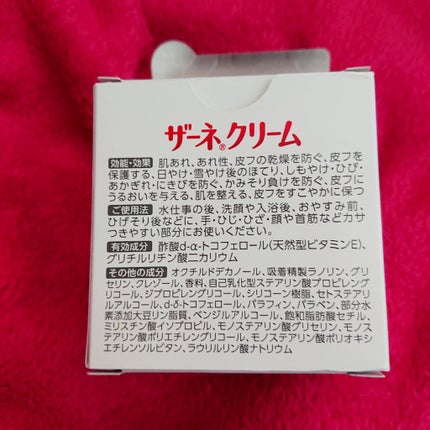 ザーネ®クリーム
効能・効果 肌あれ、あれ性、皮フの乾燥を防ぐ、皮フを
保護する、日やけ・雪やけ後のほてり、しもやけ・ひび・
あかぎれ・にきびを防ぐ、かみそり負けを防ぐ、皮フに
うるおいを与える、肌を整える、皮フをすこやかに保つ
ご使用法 水仕事の後、洗顔や入浴後、おやすみ前、
ひげそり後などに、手・ひじ・ひざ・顔や首筋などカサ
つきやすい部分にお使いください。
有効成分 酢酸d-α-トコフェロール(天然型ビタミンE)、
グリチルリチン酸二カリウム
その他の成分 オクチルドデカノール、吸着精製ラノリン、グリ
セリン、クレゾール、香料、自己乳化型ステアリン酸プロピレング
リコール、ジプロピレングリコール、シリコーン樹脂、セトステアリ
ルアルコール、d-δ-トコフェロール、パラフィン、パラベン、部分水
素添加大豆リン脂質、ベンジルアルコール、飽和脂肪酸セチル、
ミリスチン酸イソプロピル、モノステアリン酸グリセリン、モノス
テアリン酸ポリエチレングリコール、モノステアリン酸ポリオキシ
エチレンソルビタン、ラウリルリン酸ナトリウム